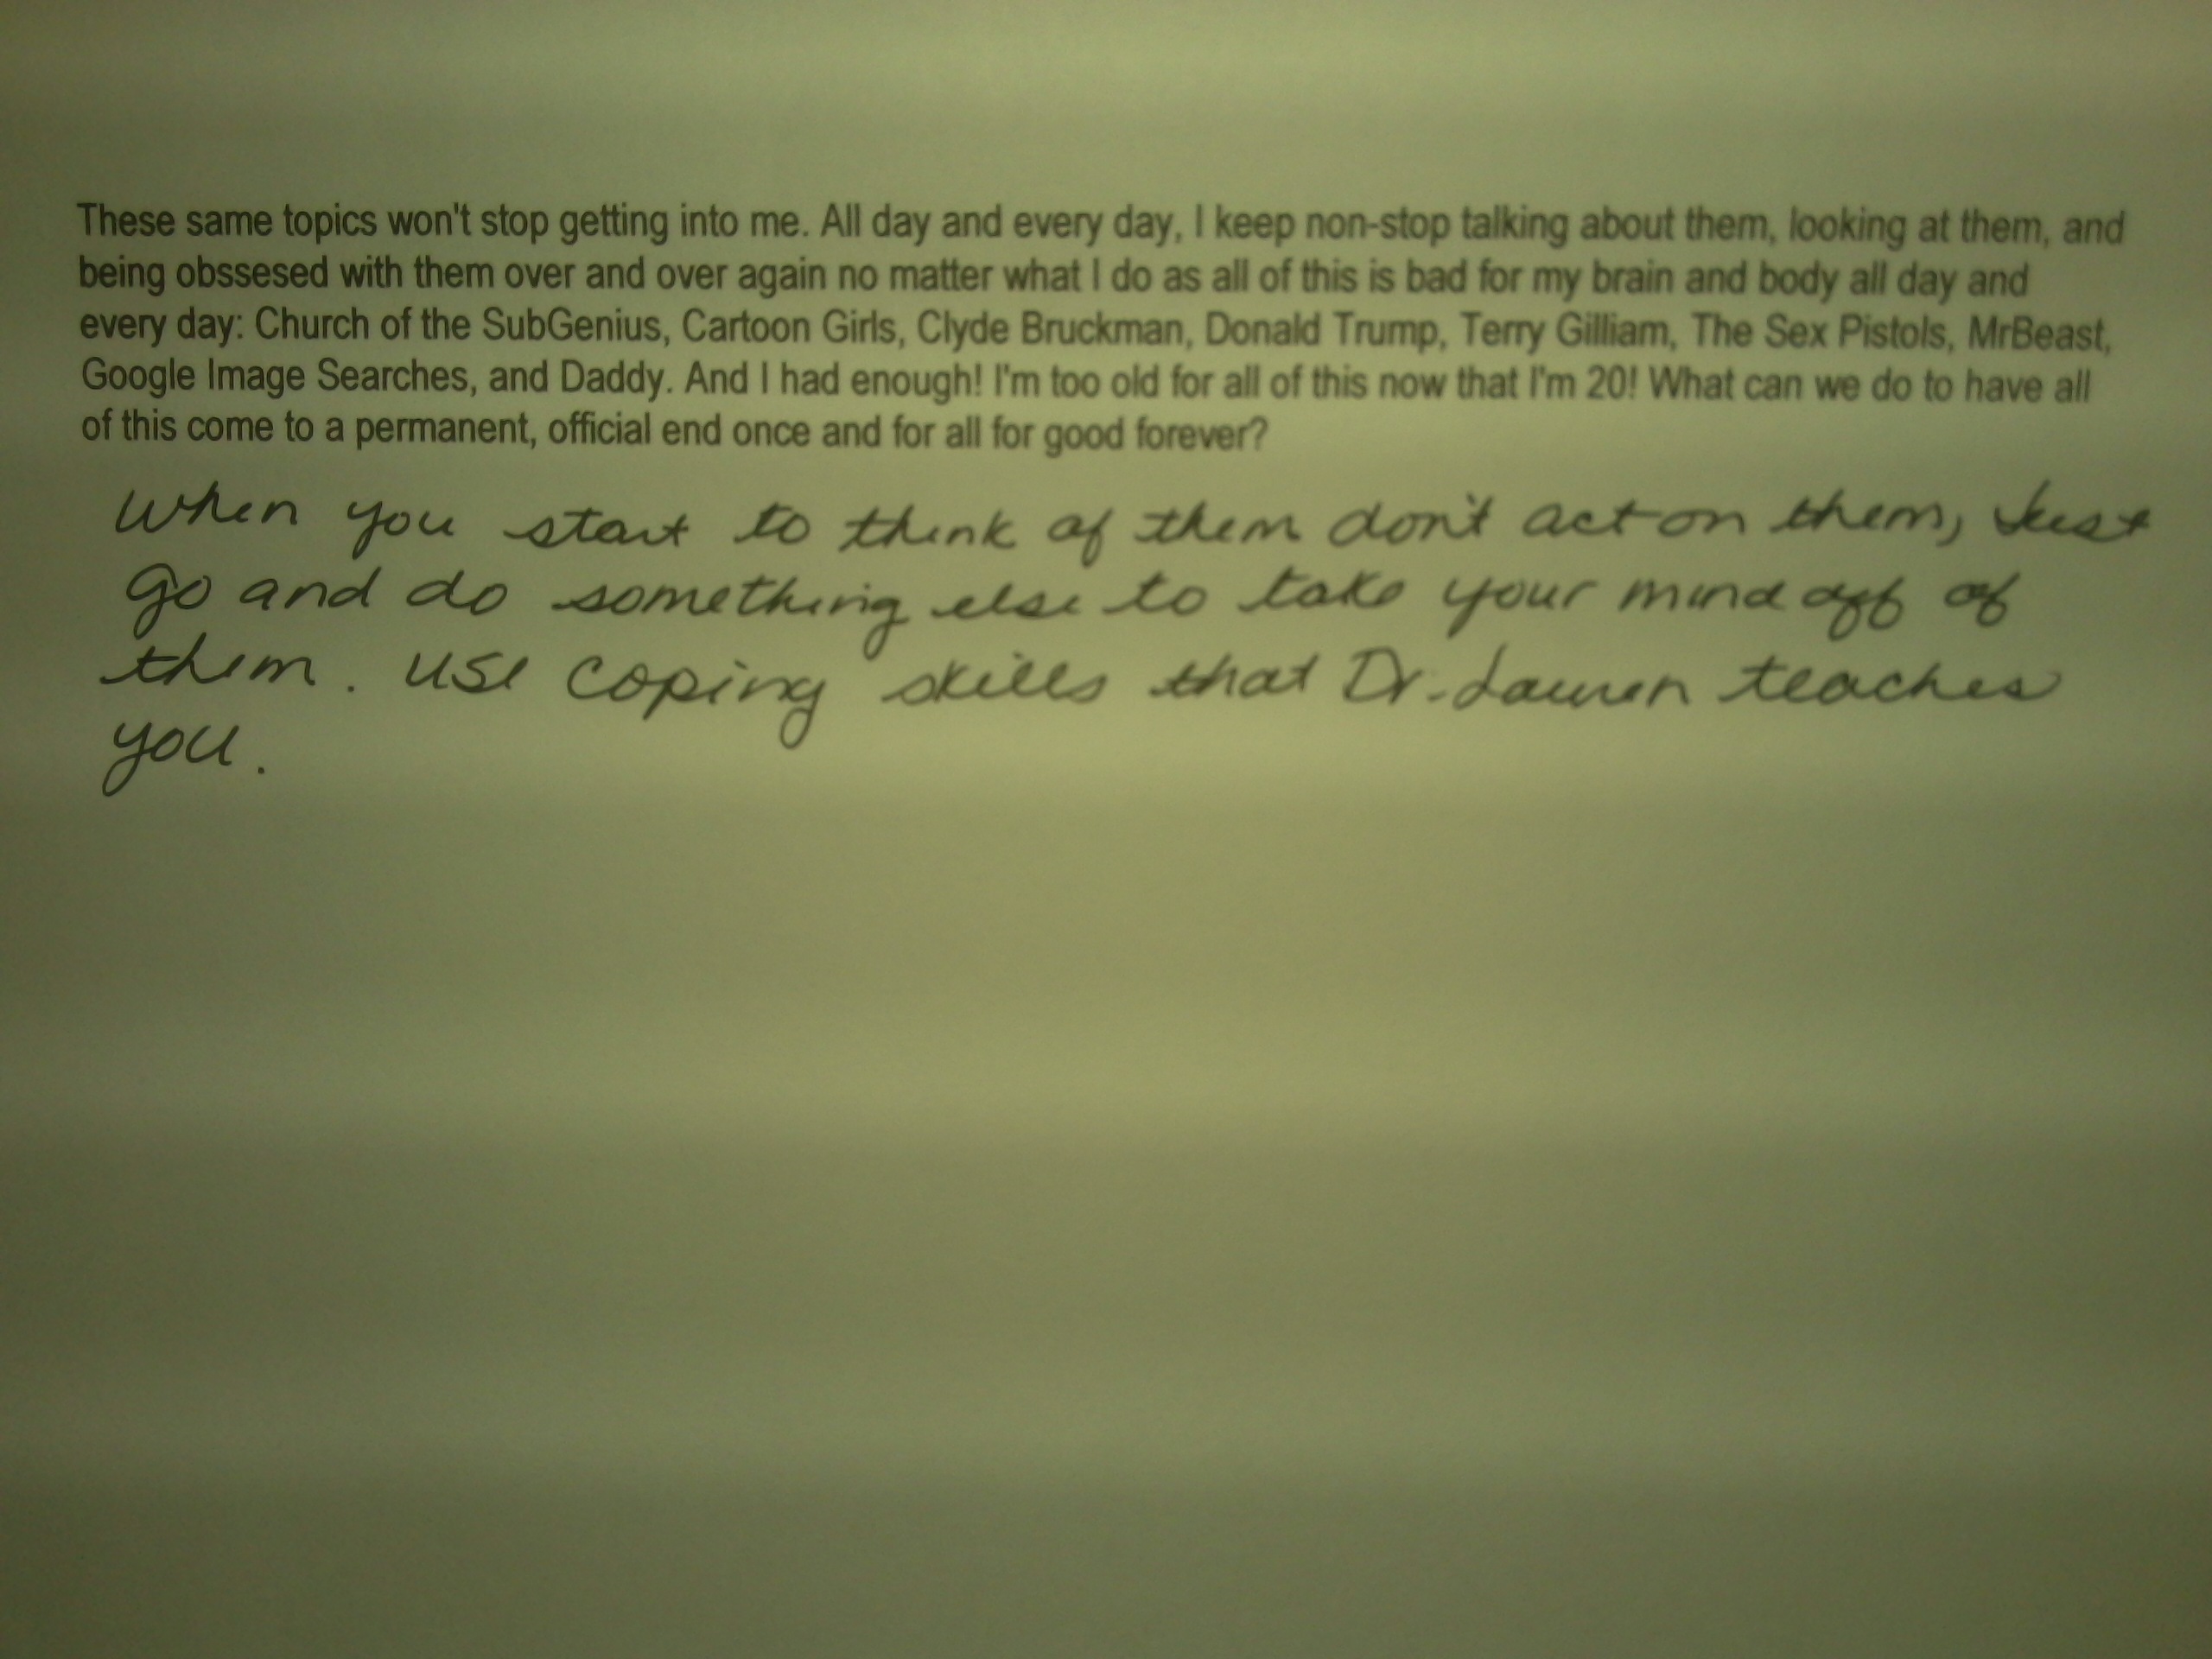 These same topics won't stop getting into me. All day and every day, I keep non-stop talking about them, looking at them, and
being obssesed with them over and over again no matter what I do as all of this is bad for my brain and body all day and
every day: Church of the SubGenius, Cartoon Girls, Clyde Bruckman, Donald Trump, Terry Gilliam, The Sex Pistols, MrBeast,
Google Image Searches, and Daddy. And I had enough! I'm too old for all of this now that I'm 20! What can we do to have all
of this come to a permanent, official end once and for all for good forever?
When you start to think of them don't act on them, Just
go and do something else to take your mind off of
them. Use coping skills that Dr. Lauren teaches
you.